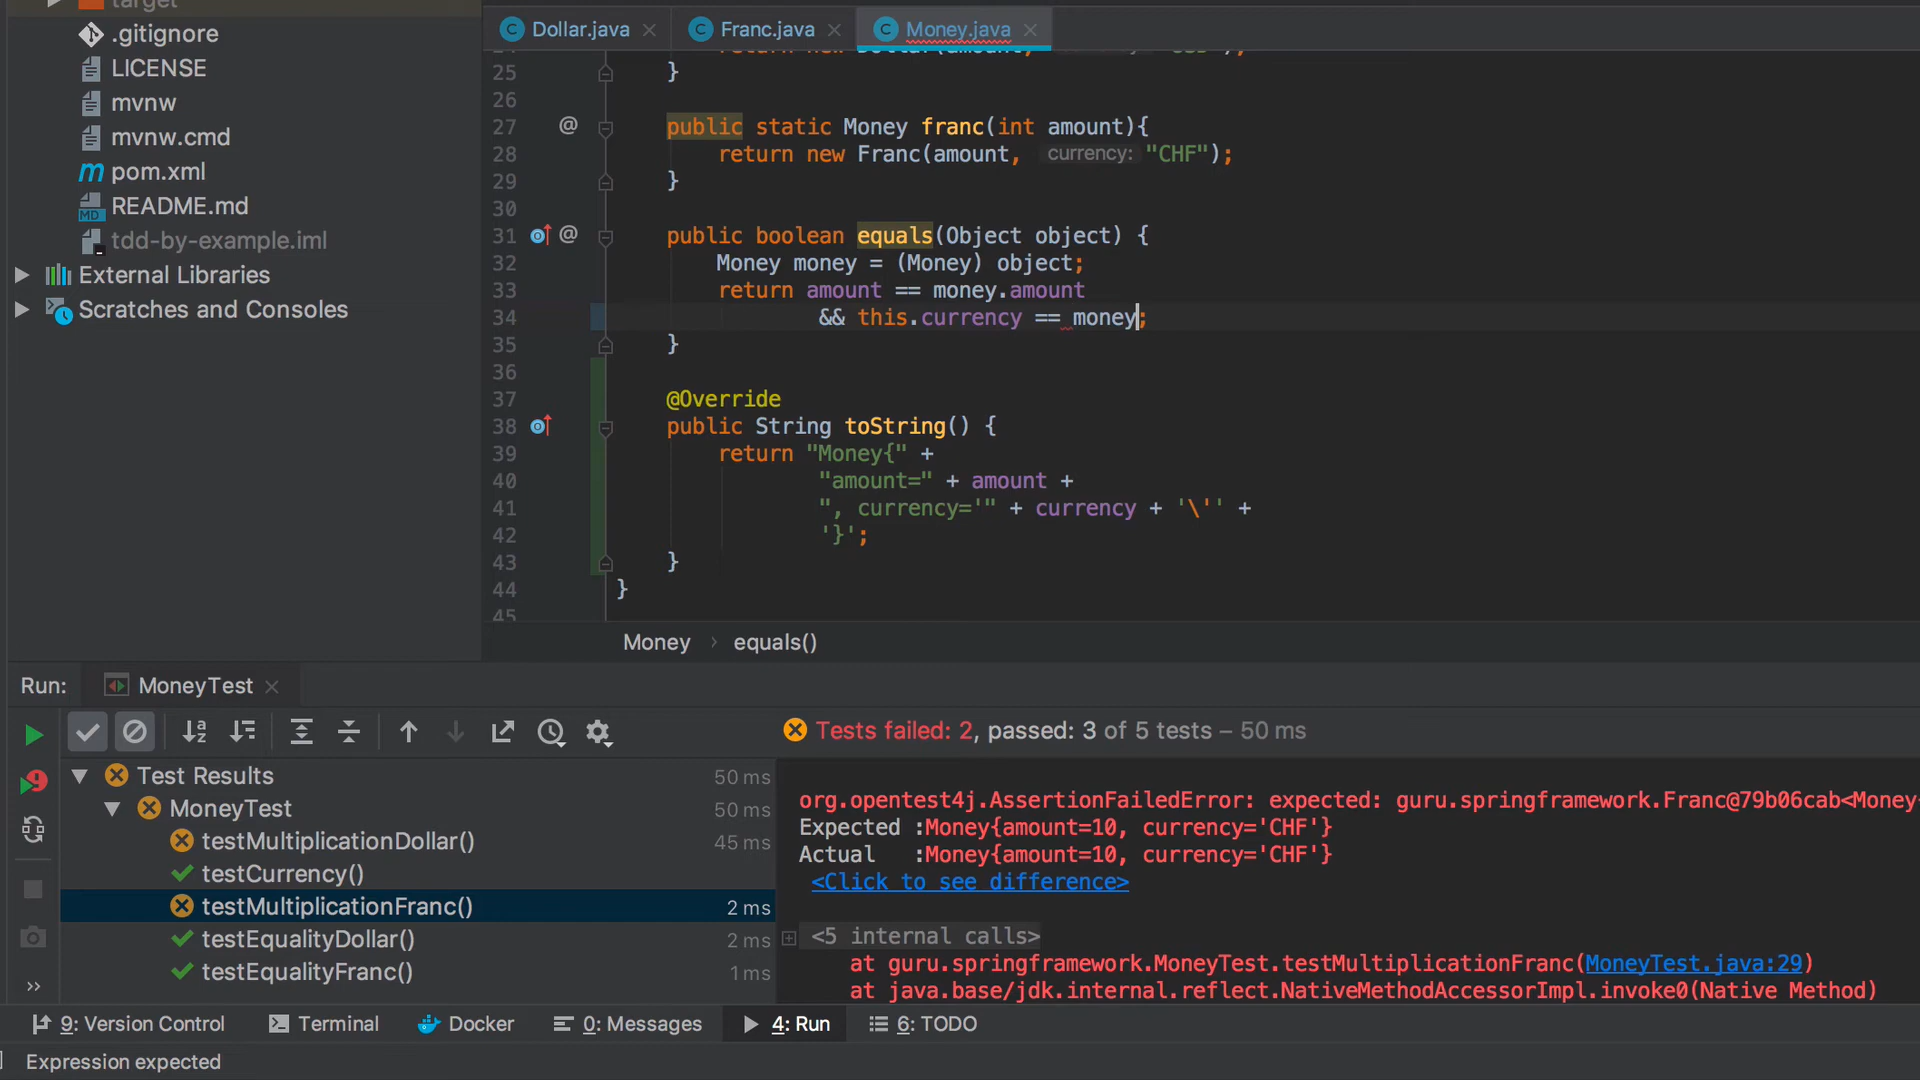 target
.gitignore
LICENSE
mvnw
mvnw.cmd
pom.xml
README.md
tdd-by-example.iml
External Libraries
Scratches and Consoles
Dollar.java
Franc.java
Money.java
25 }
26
27 @ public static Money franc(int amount){
28 return new Franc(amount, currency: "CHF");
29 }
30
31 @ public boolean equals(Object object) {
32 Money money = (Money) object;
33 return amount == money.amount
34 && this.currency == money;
35 }
36
37 @Override
38 public String toString() {
39 return "Money{" +
40 "amount=" + amount +
41 ", currency='" + currency + '\'' +
42 '}';
43 }
44 }
45
Money › equals()
Run: MoneyTest
Tests failed: 2, passed: 3 of 5 tests – 50 ms
Test Results 50 ms
MoneyTest 50 ms
testMultiplicationDollar() 45 ms
testCurrency()
testMultiplicationFranc() 2 ms
testEqualityDollar() 2 ms
testEqualityFranc() 1 ms
org.opentest4j.AssertionFailedError: expected: guru.springframework.Franc@79b06cab<Money
Expected :Money{amount=10, currency='CHF'}
Actual :Money{amount=10, currency='CHF'}
<Click to see difference>
<5 internal calls>
at guru.springframework.MoneyTest.testMultiplicationFranc(MoneyTest.java:29)
at java.base/jdk.internal.reflect.NativeMethodAccessorImpl.invoke0(Native Method)
9: Version Control
Terminal
Docker
0: Messages
4: Run
6: TODO
Expression expected